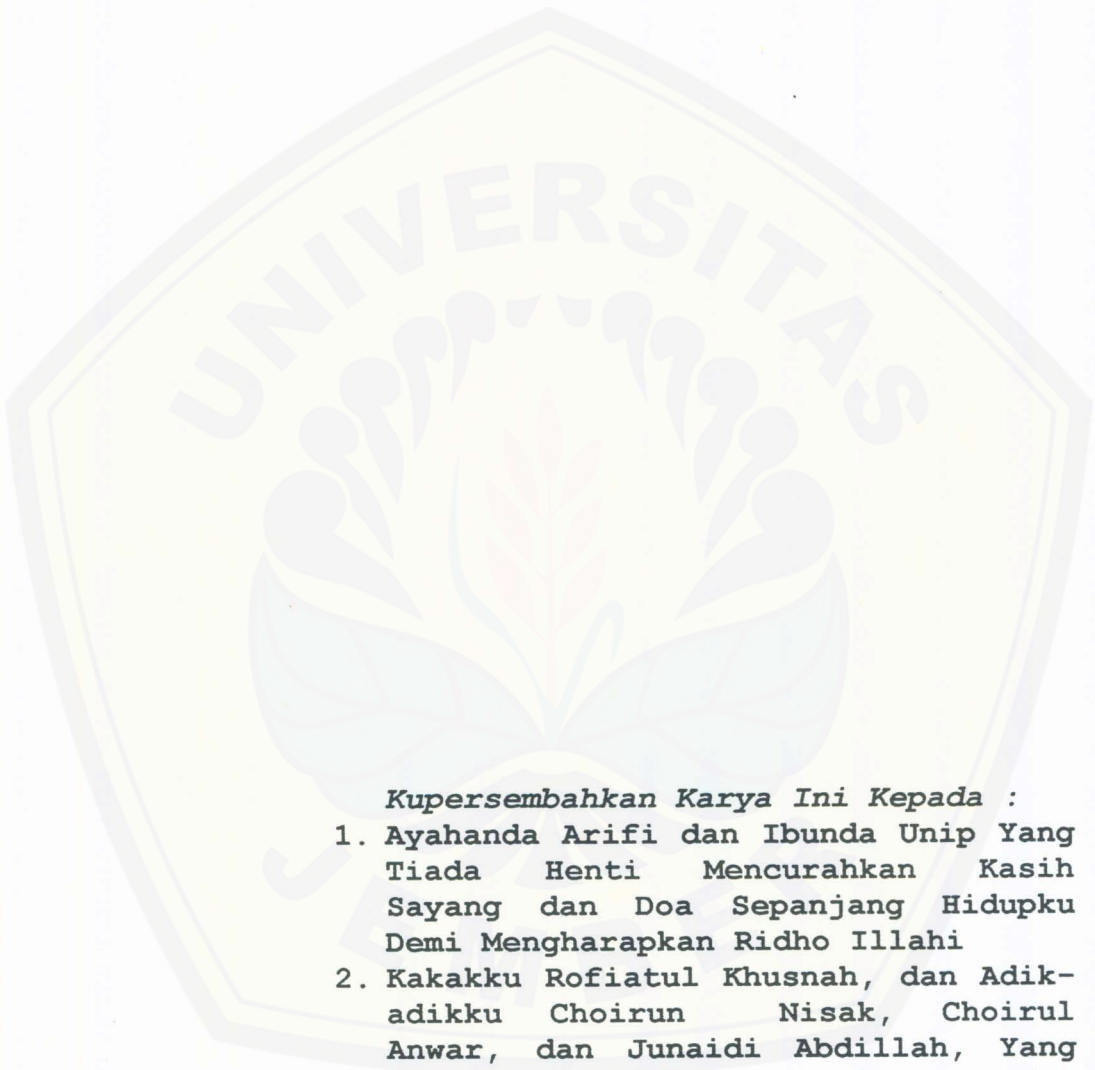 UNIVERSITAS
JEMBER
Kupersembahkan Karya Ini Kepada :
1. Ayahanda Arifi dan Ibunda Unip Yang
Tiada Henti Mencurahkan Kasih
Sayang dan Doa Sepanjang Hidupku
Demi Mengharapkan Ridho Illahi
2. Kakakku Rofiatul Khusnah, dan Adik-
adikku Choirun Nisak, Choirul
Anwar, dan Junaidi Abdillah, Yang